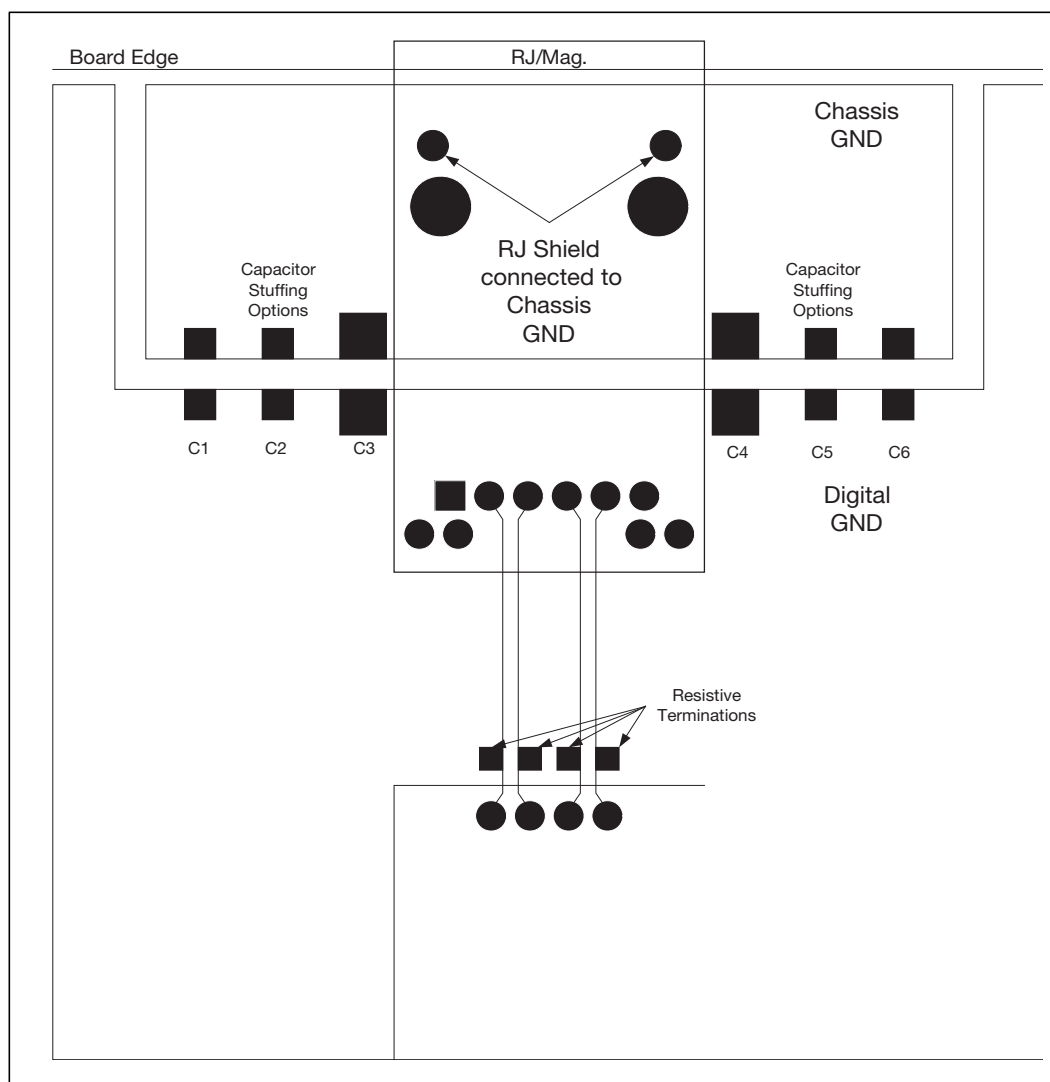 Board Edge
RJ/Mag.
Chassis
GND
RJ Shield
connected to
Chassis
GND
Capacitor
Stuffing
Options
Capacitor
Stuffing
Options
C1
C2
C3
C4
C5
C6
Digital
GND
Resistive
Terminations